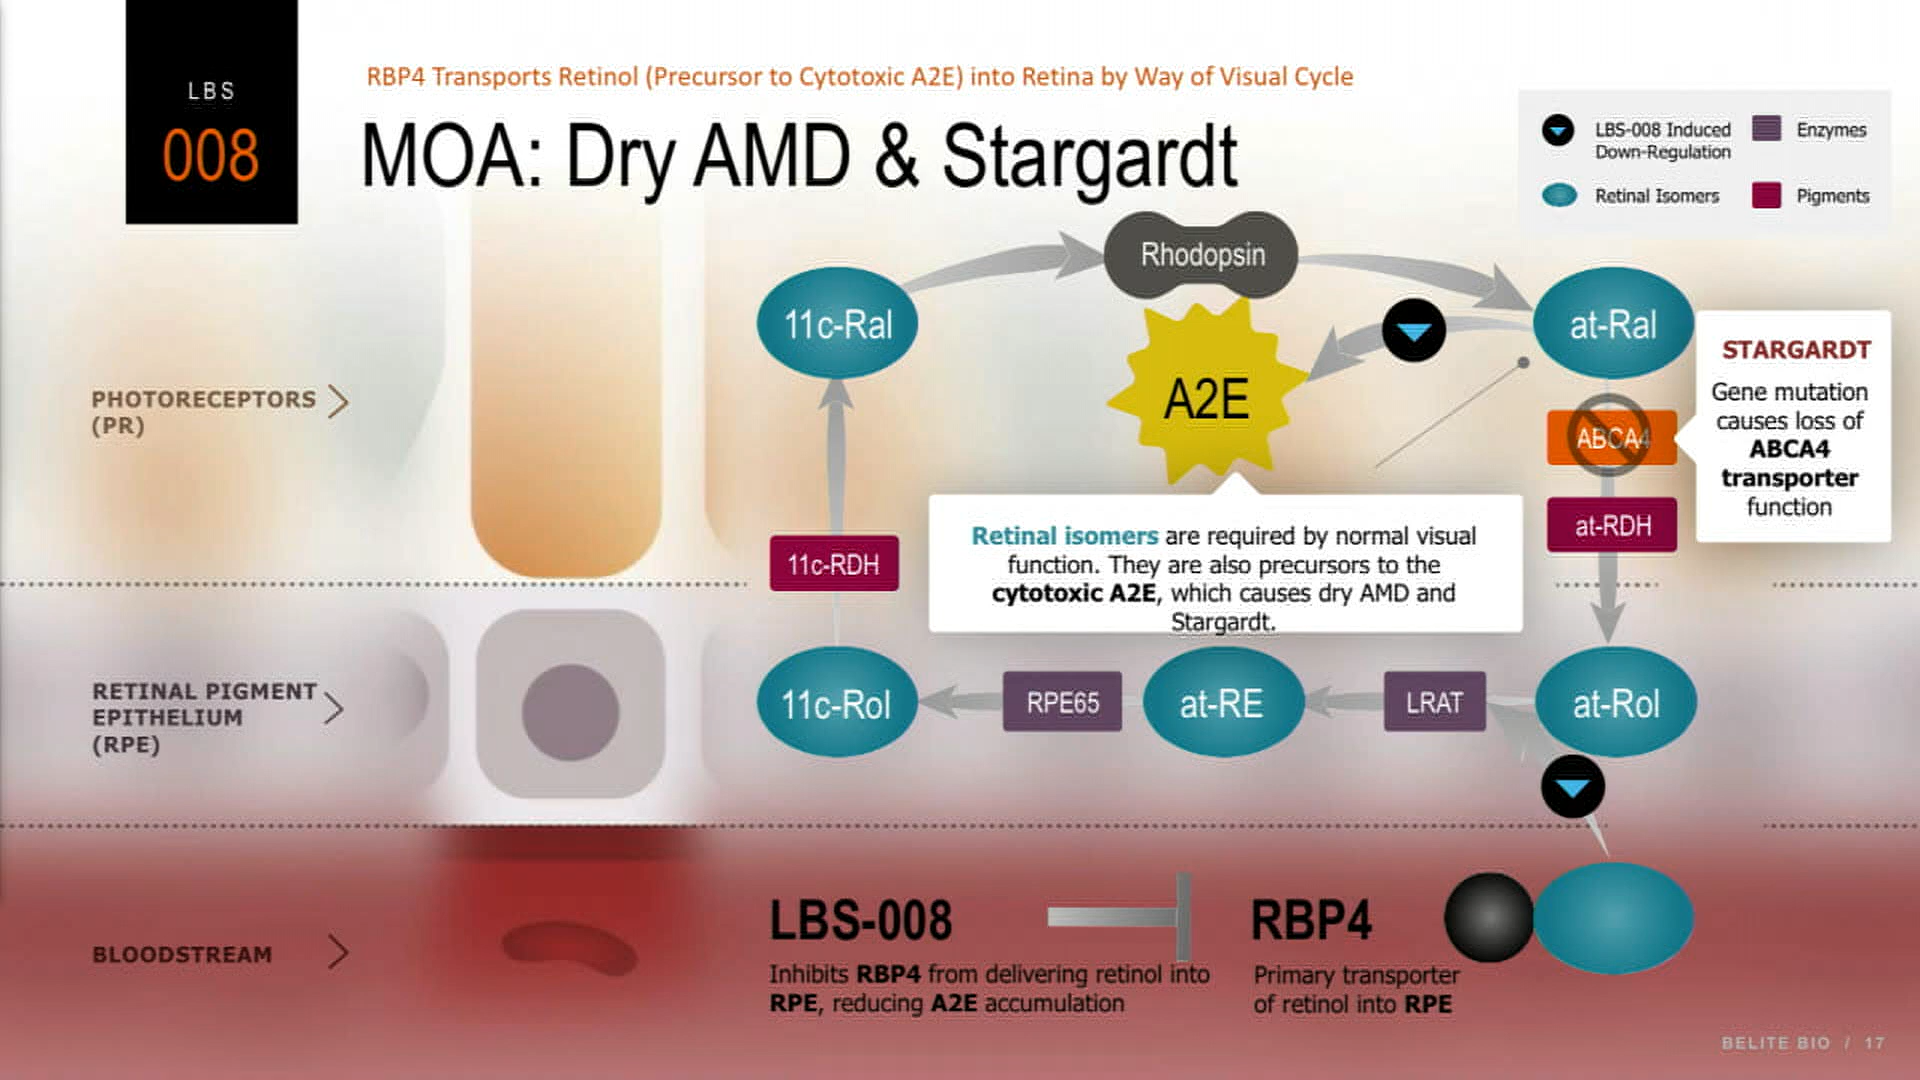 LBS
008
RBP4 Transports Retinol (Precursor to Cytotoxic A2E) into Retina by Way of Visual Cycle
MOA: Dry AMD & Stargardt
LBS-008 Induced
Down-Regulation
Enzymes
Retinal Isomers
Pigments
Rhodopsin
11c-Ral
at-Ral
A2E
STARGARDT
Gene mutation
causes loss of
ABCA4
transporter
function
ABCA4
at-RDH
PHOTORECEPTORS
(PR)
11c-RDH
Retinal isomers are required by normal visual
function. They are also precursors to the
cytotoxic A2E, which causes dry AMD and
Stargardt.
RETINAL PIGMENT
EPITHELIUM
(RPE)
11c-Rol
RPE65
at-RE
LRAT
at-Rol
BLOODSTREAM
LBS-008
Inhibits RBP4 from delivering retinol into
RPE, reducing A2E accumulation
RBP4
Primary transporter
of retinol into RPE
BELITE BIO / 17